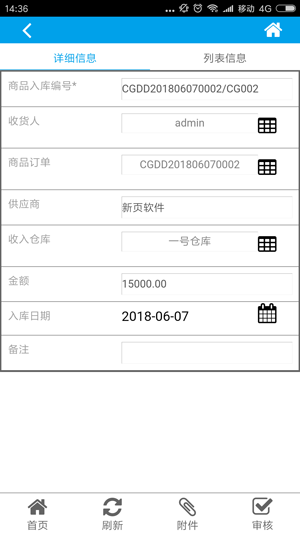 14:36 ... 移动 4G
详细信息 列表信息
商品入库编号* CGDD201806070002/CG002
收货人 admin
商品订单 CGDD201806070002
供应商 新页软件
收入仓库 一号仓库
金额 15000.00
入库日期 2018-06-07
备注
首页 刷新 附件 审核